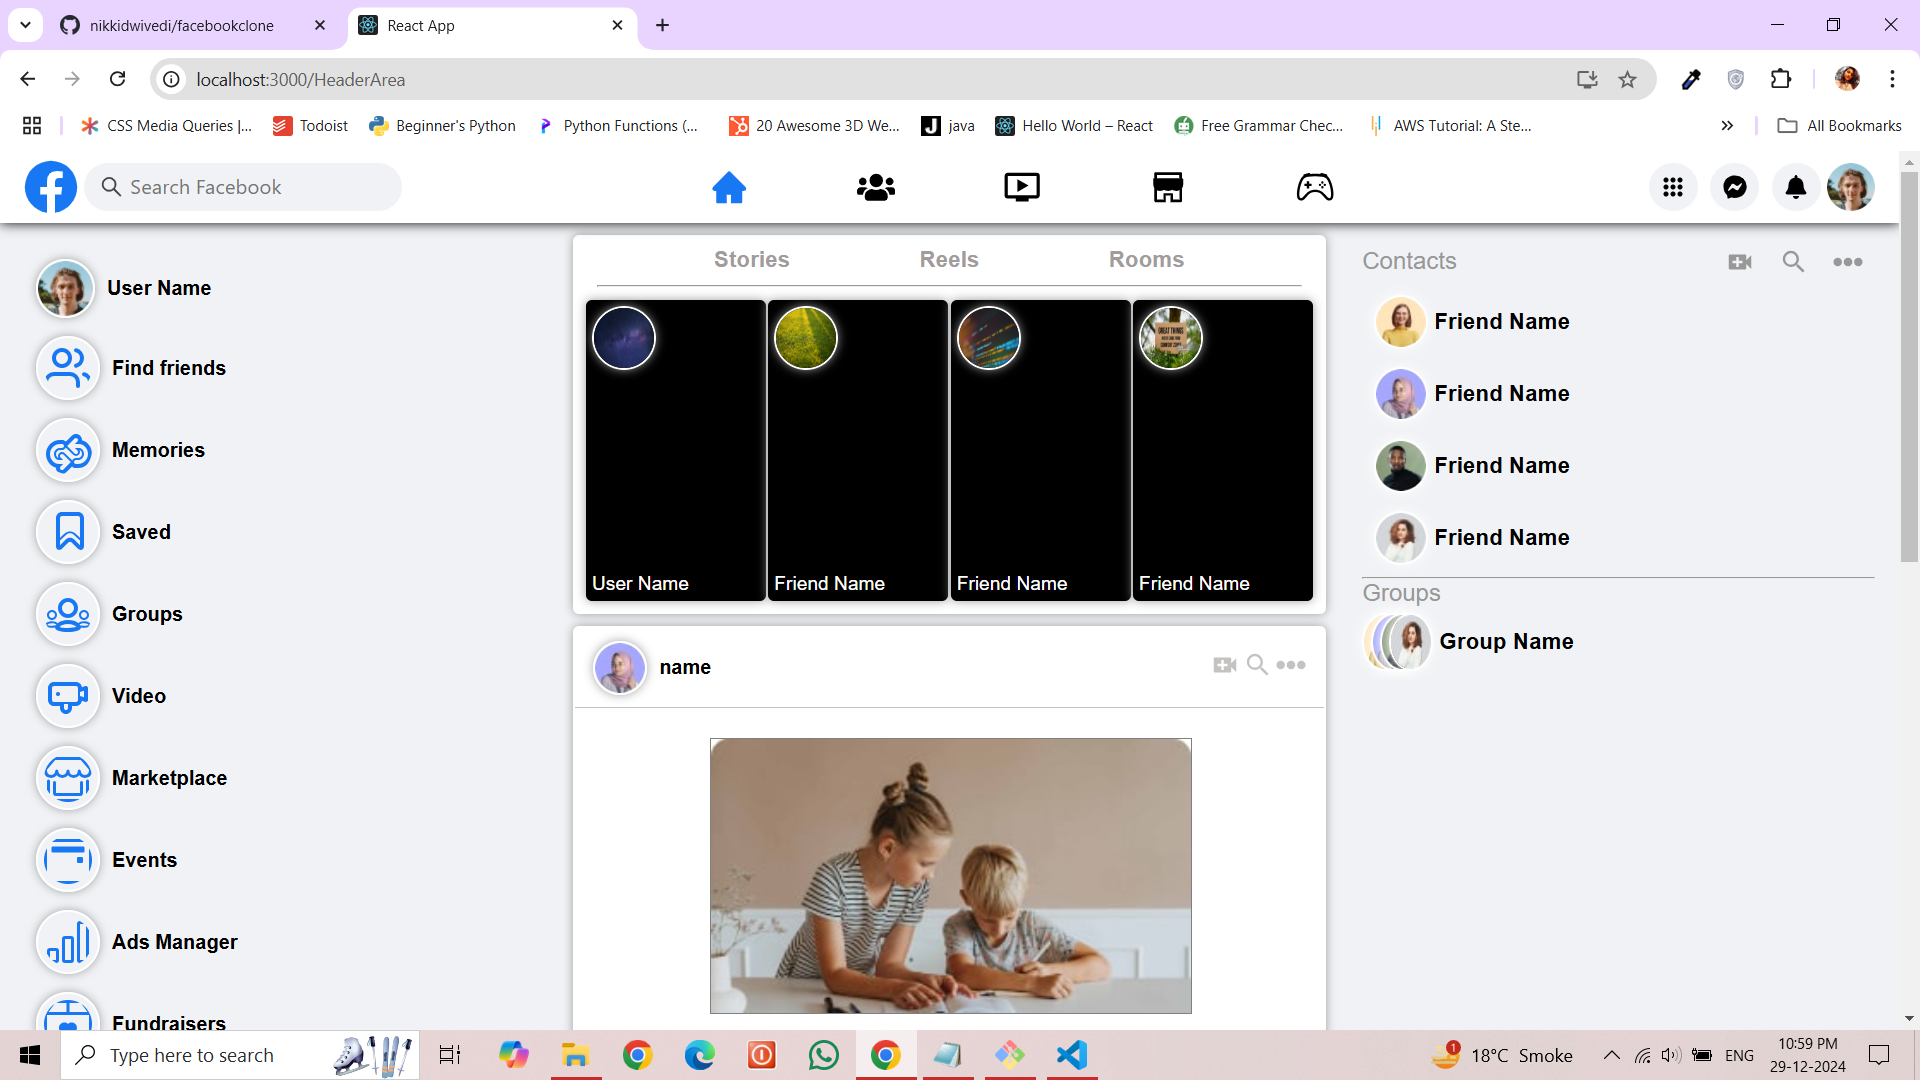 nikkidwivedi/facebookclone
React App
localhost:3000/HeaderArea
CSS Media Queries |...
Todoist
Beginner's Python
Python Functions (...
20 Awesome 3D We...
java
Hello World – React
Free Grammar Chec...
AWS Tutorial: A Ste...
All Bookmarks
Search Facebook
User Name
Find friends
Memories
Saved
Groups
Video
Marketplace
Events
Ads Manager
Fundraisers
Stories
Reels
Rooms
GREAT THINGS
User Name
Friend Name
Friend Name
Friend Name
name
Contacts
Friend Name
Friend Name
Friend Name
Friend Name
Groups
Group Name
Type here to search
1
18°C Smoke
ENG
10:59 PM
29-12-2024